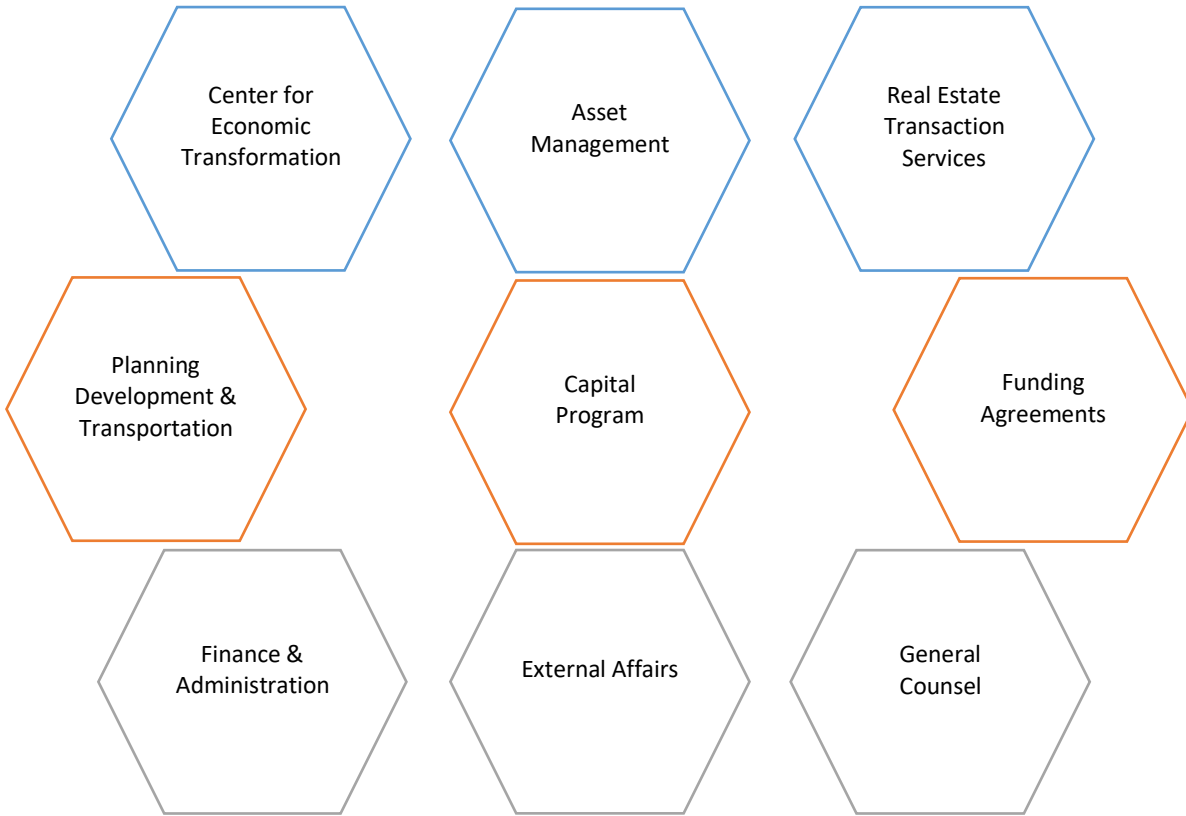 Center for
Economic
Transformation
Asset
Management
Real Estate
Transaction
Services
Planning
Development &
Transportation
Capital
Program
Funding
Agreements
Finance &
Administration
External Affairs
General
Counsel